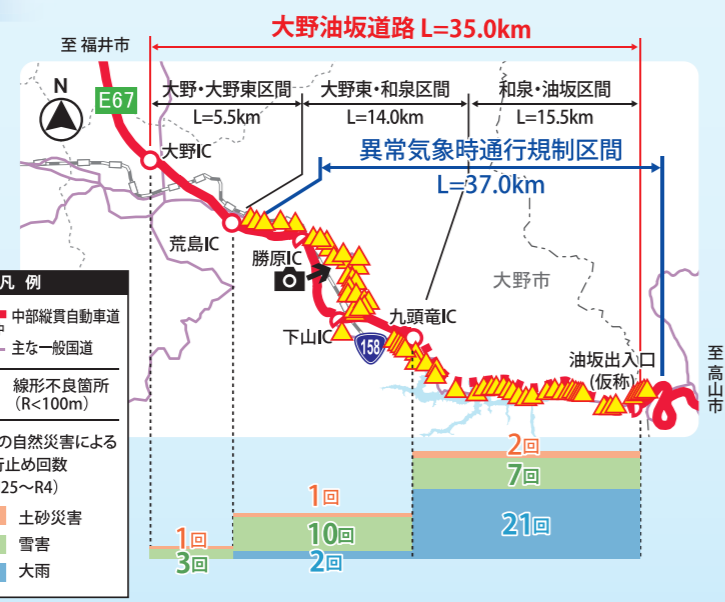 大野油坂道路 L=35.0km
至 福井市
大野・大野東区間
L=5.5km
大野東・和泉区間
L=14.0km
和泉・油坂区間
L=15.5km
N
E67
異常気象時通行規制区間
L=37.0km
大野IC
荒島IC
勝原IC
下山IC
158
九頭竜IC
大野市
油坂出入口
(仮称)
至 高山市
凡 例
中部縦貫自動車道
主な一般国道
線形不良箇所
(R<100m)
の自然災害による
行止め回数
25~R4)
土砂災害
雪害
大雨
1回
3回
1回
10回
2回
2回
7回
21回